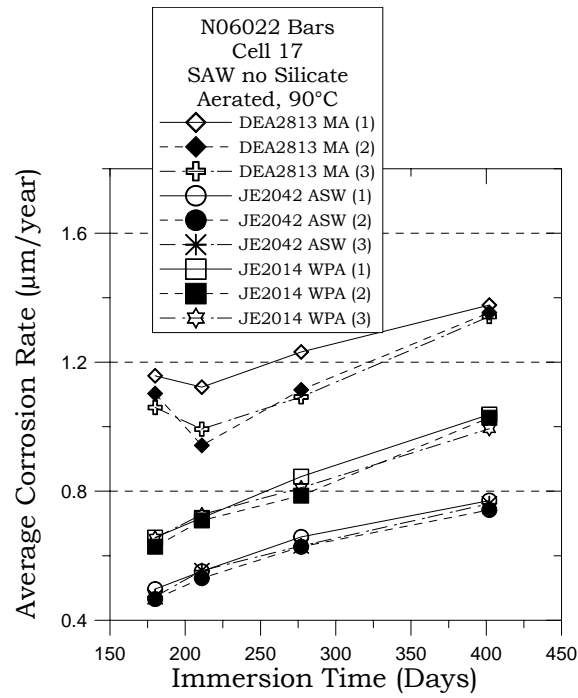 N06022 Bars
Cell 17
SAW no Silicate
Aerated, 90°C
DEA2813 MA (1)
DEA2813 MA (2)
DEA2813 MA (3)
JE2042 ASW (1)
JE2042 ASW (2)
JE2042 ASW (3)
JE2014 WPA (1)
JE2014 WPA (2)
JE2014 WPA (3)
Average Corrosion Rate (µm/year)
1.6
1.2
0.8
0.4
150 200 250 300 350 400 450
Immersion Time (Days)